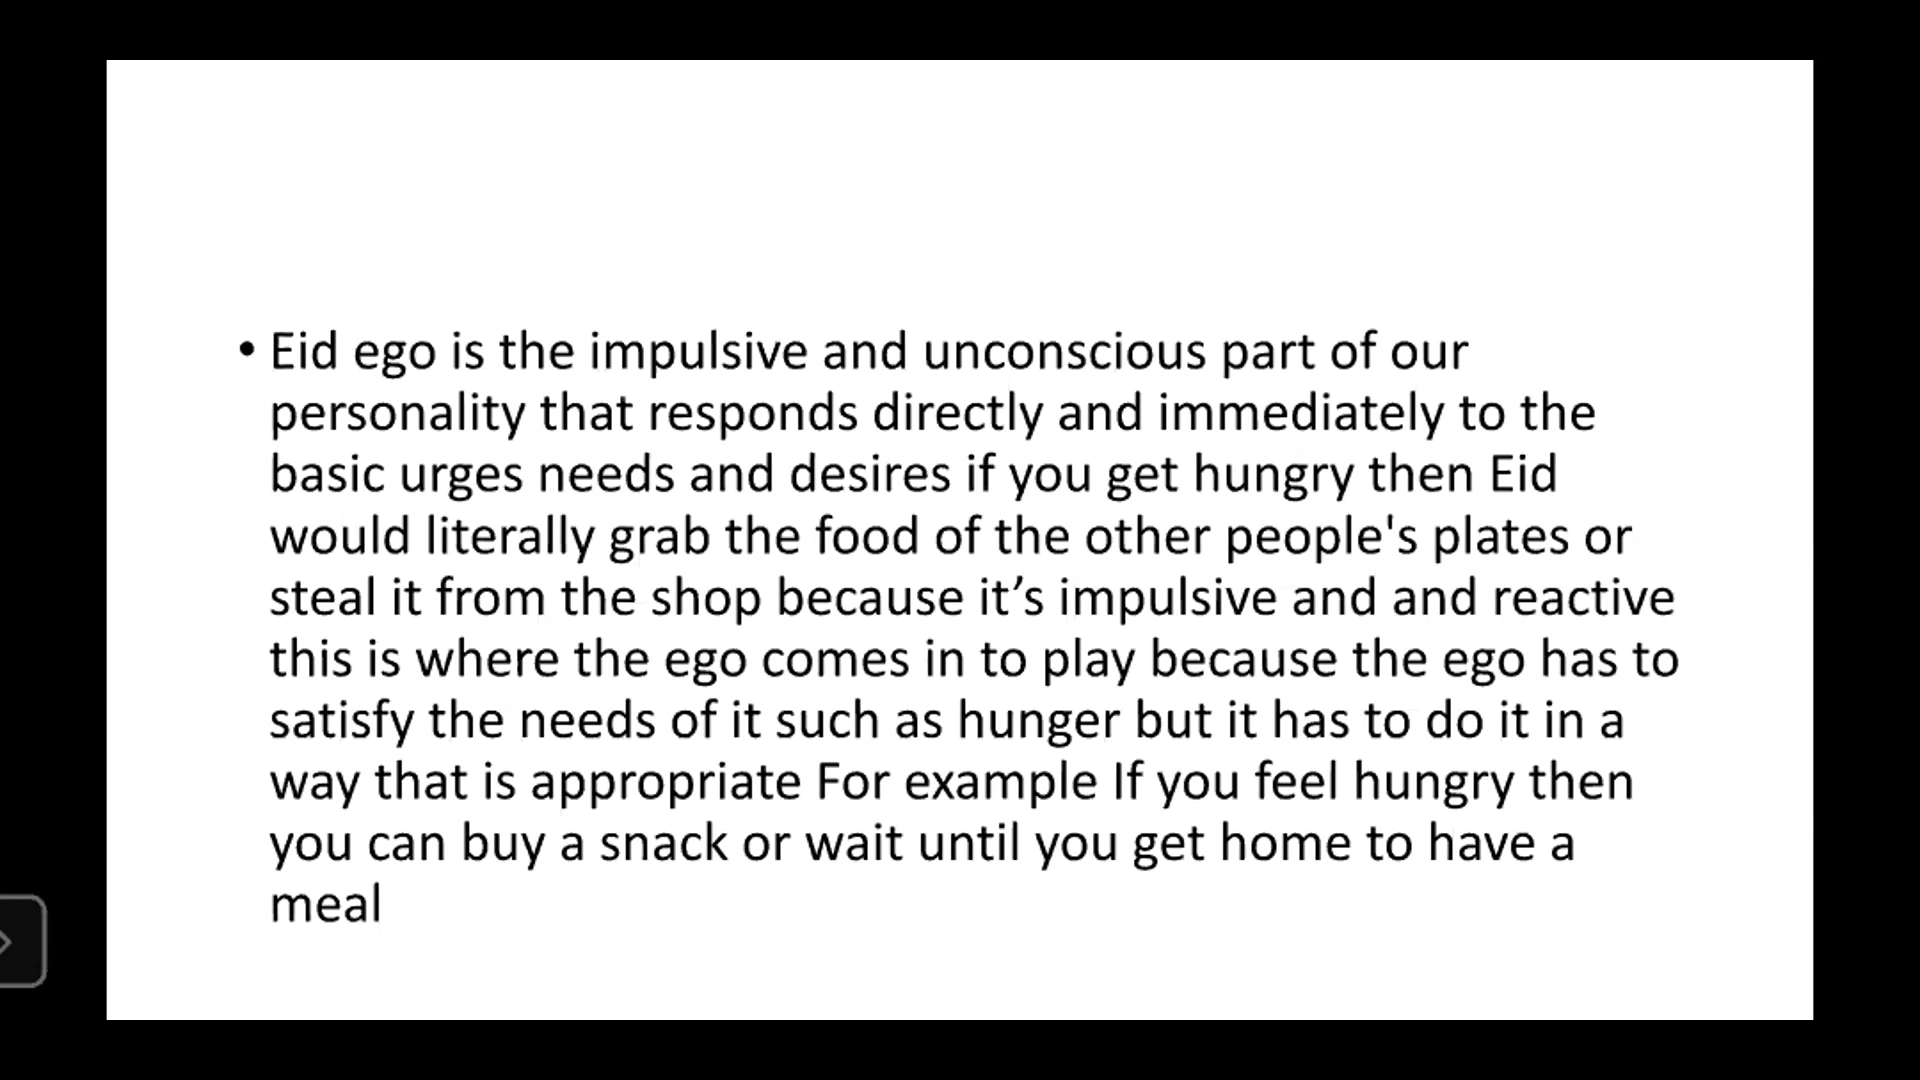 • Eid ego is the impulsive and unconscious part of our
personality that responds directly and immediately to the
basic urges needs and desires if you get hungry then Eid
would literally grab the food of the other people's plates or
steal it from the shop because it’s impulsive and and reactive
this is where the ego comes in to play because the ego has to
satisfy the needs of it such as hunger but it has to do it in a
way that is appropriate For example If you feel hungry then
you can buy a snack or wait until you get home to have a
meal